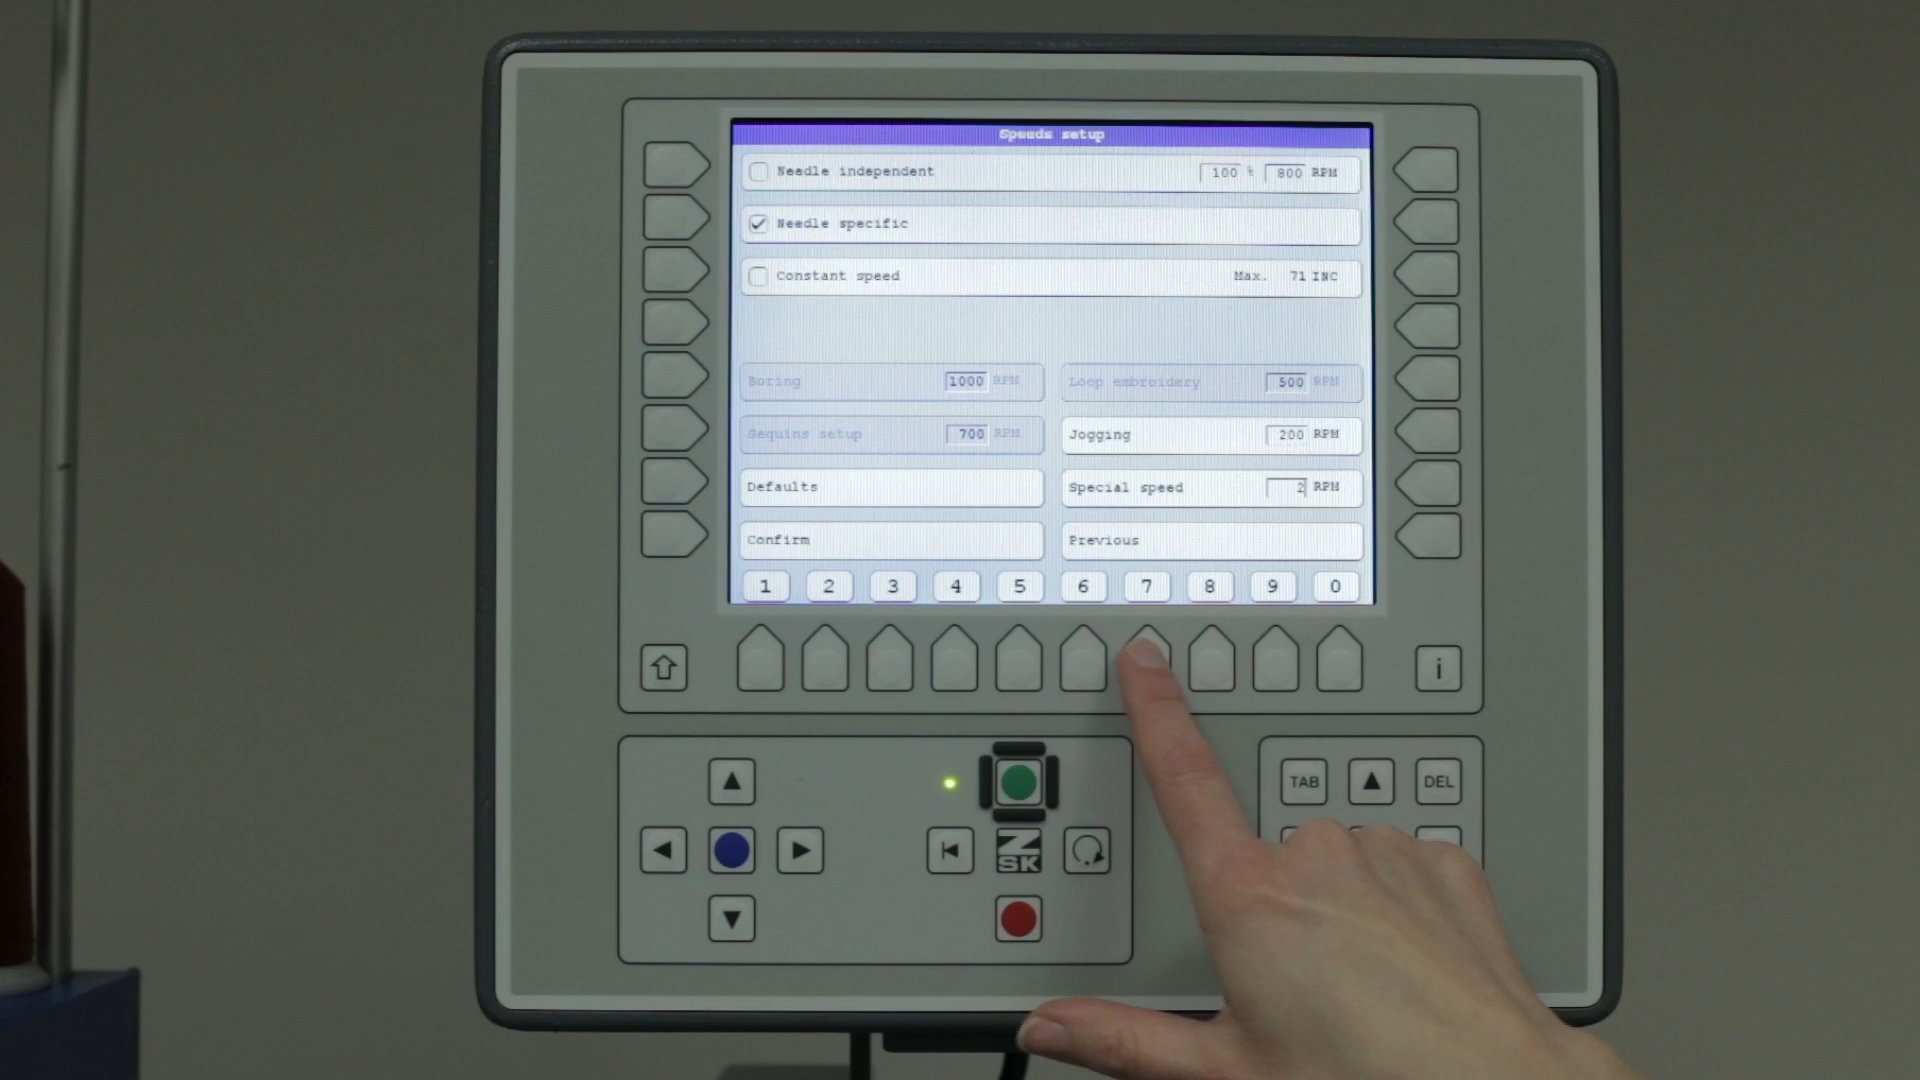 Speeds setup
Needle independent 100 % 800 RPM
Needle specific
Constant speed Max. 71 INC
Boring 1000 RPM
Loop embroidery 500 RPM
Sequins setup 700 RPM
Jogging 200 RPM
Defaults
Special speed 2 RPM
Confirm
Previous
1 2 3 4 5 6 7 8 9 0
i
TAB DEL
ZSK